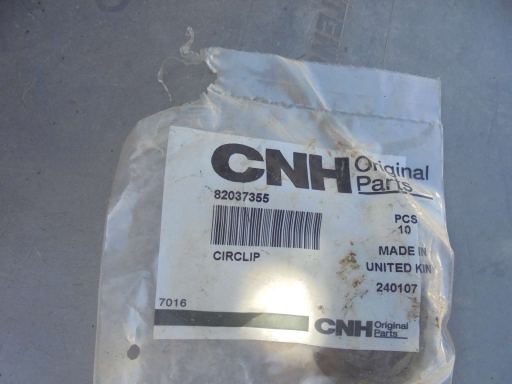 CNH Original Parts
82037355
PCS
10
CIRCLIP
MADE IN
UNITED KIN
240107
7016
CNH Original Parts